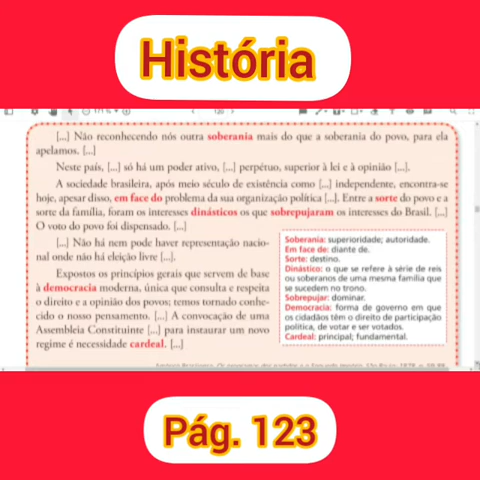 História
[...] Não reconhecendo nós outra soberania mais do que a soberania do povo, para ela
apelamos. [...]
Neste país, [...] só há um poder ativo, [...] perpétuo, superior à lei e à opinião [...].
A sociedade brasileira, após meio século de existência como [...] independente, encontra-se
hoje, apesar disso, em face do problema da sua organização política [...]. Entre a sorte do povo e a
sorte da família, foram os interesses dinásticos os que sobrepujaram os interesses do Brasil. [...]
O voto do povo foi dispensado. [...]
[...] Não há nem pode haver representação nacio-
nal onde não há eleição livre [...].
Expostos os princípios gerais que servem de base
à democracia moderna, única que consulta e respeita
o direito e a opinião dos povos; temos tornado conhe-
cido o nosso pensamento. [...] A convocação de uma
Assembleia Constituinte [...] para instaurar um novo
regime é necessidade cardeal. [...]
Soberania: superioridade; autoridade.
Em face de: diante de.
Sorte: destino.
Dinástico: o que se refere à série de reis
ou soberanos de uma mesma família que
se sucedem no trono.
Sobrepujar: dominar.
Democracia: forma de governo em que
os cidadãos têm o direito de participação
política, de votar e ser votados.
Cardeal: principal; fundamental.
Pág. 123